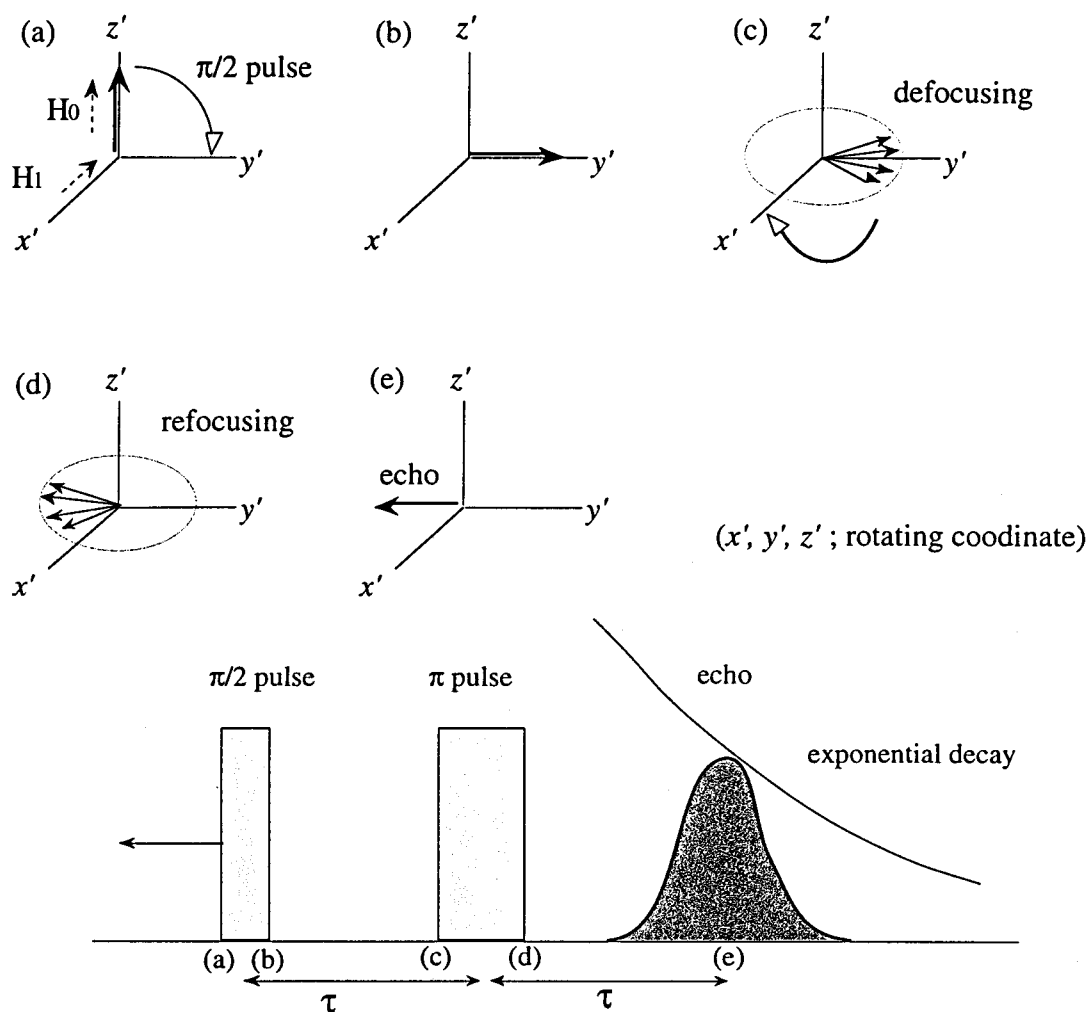 (a)
z′
π/2 pulse
H0
H1
y′
x′
(b)
z′
y′
x′
(c)
z′
defocusing
y′
x′
(d)
z′
refocusing
y′
x′
(e)
z′
echo
y′
x′
(x′, y′, z′ ; rotating coodinate)
π/2 pulse
π pulse
echo
exponential decay
(a) (b) (c) (d) (e)
τ τ